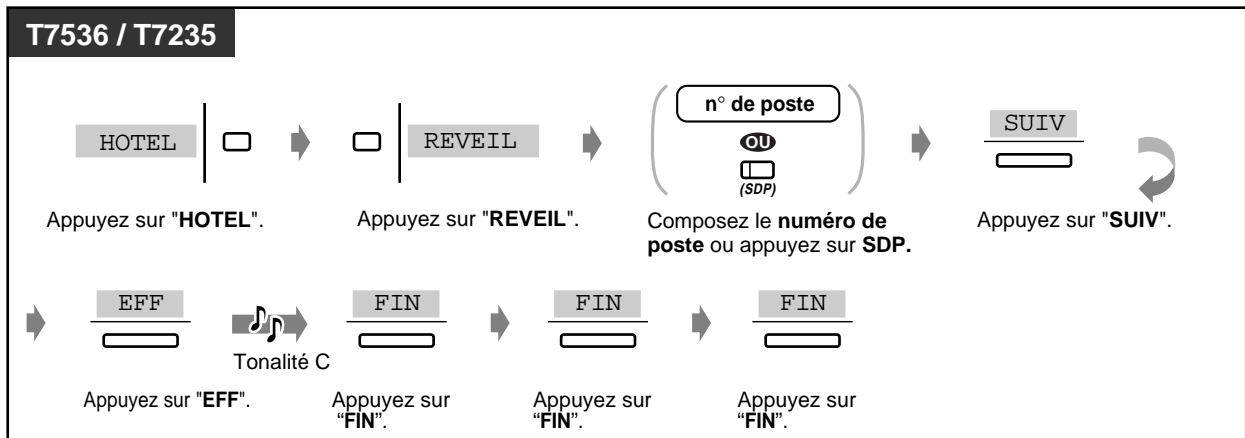 T7536 / T7235
HOTEL
REVEIL
n° de poste
OU
(SDP)
SUIV
Appuyez sur "HOTEL".
Appuyez sur "REVEIL".
Composez le numéro de
poste ou appuyez sur SDP.
Appuyez sur "SUIV".
EFF
Tonalité C
FIN
FIN
FIN
Appuyez sur "EFF".
Appuyez sur
“FIN”.
Appuyez sur
“FIN”.
Appuyez sur
“FIN”.